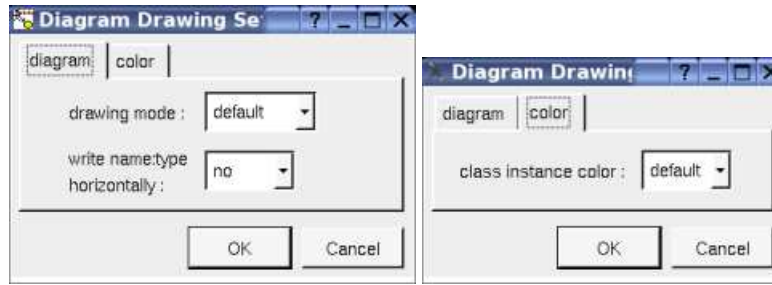 Diagram Drawing Se
diagram color
drawing mode : default
write name:type
horizontally : no
OK Cancel
Diagram Drawing
diagram color
class instance color : default
OK Cancel